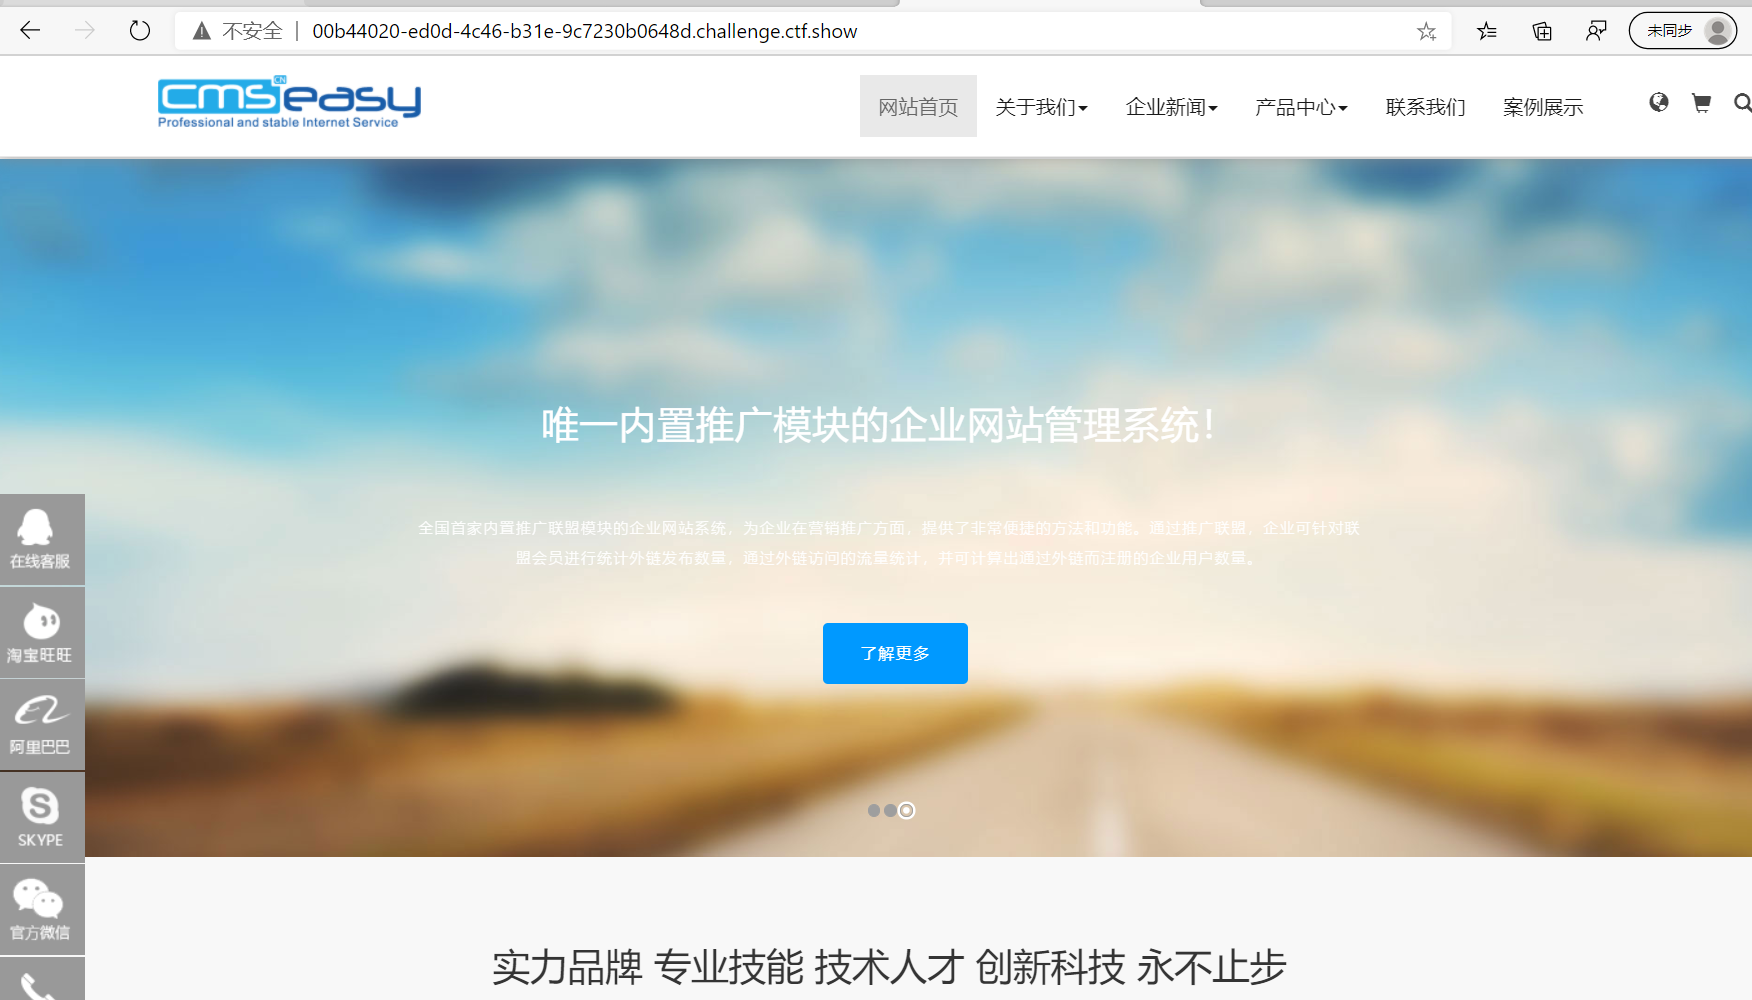 不安全 | 00b44020-ed0d-4c46-b31e-9c7230b0648d.challenge.ctf.show 未同步
cmseasy CN
Professional and stable Internet Service
网站首页 关于我们 企业新闻 产品中心 联系我们 案例展示
唯一内置推广模块的企业网站管理系统！
全国首家内置推广联盟模块的企业网站系统，为企业在营销推广方面，提供了非常便捷的方法和功能。通过推广联盟，企业可针对联
盟会员进行统计外链发布数量，通过外链访问的流量统计，并可计算出通过外链而注册的企业用户数量。
了解更多
在线客服
淘宝旺旺
阿里巴巴
SKYPE
官方微信
实力品牌 专业技能 技术人才 创新科技 永不止步